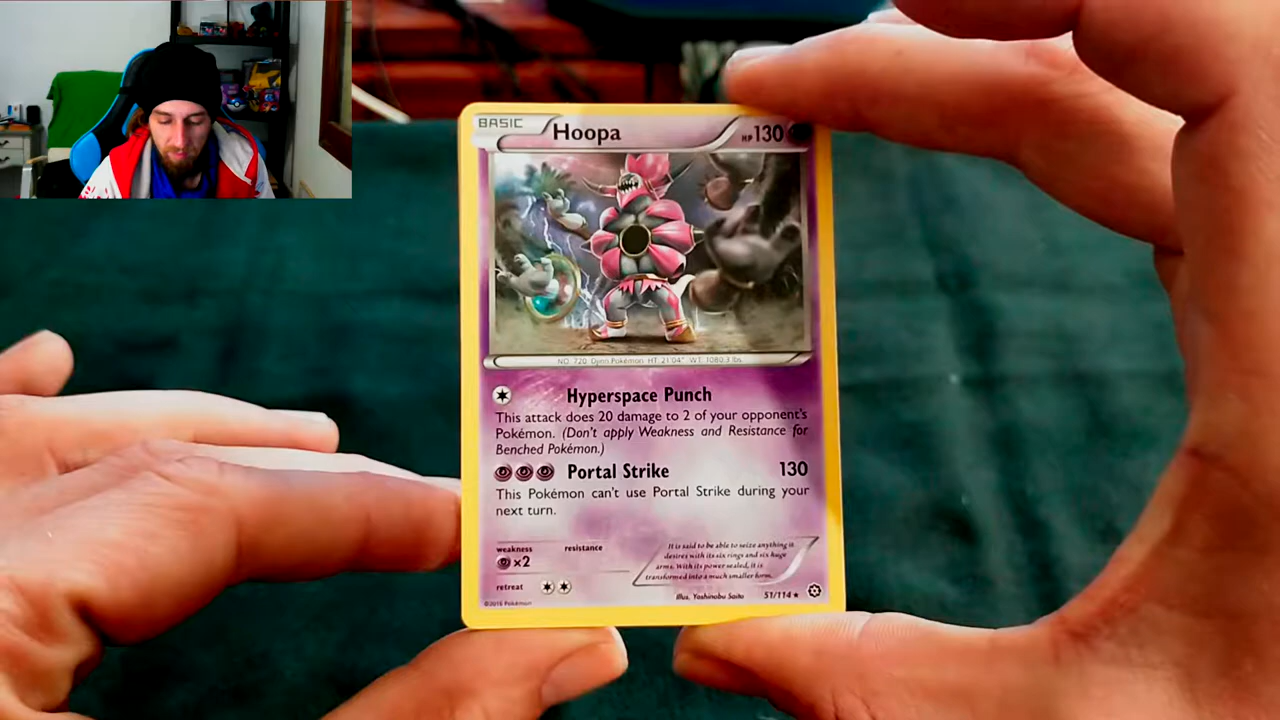 BASIC Hoopa HP130
NO. 720 Djinn Pokémon HT: 21'04" WT: 1080.3 lbs
Hyperspace Punch
This attack does 20 damage to 2 of your opponent's
Pokémon. (Don't apply Weakness and Resistance for
Benched Pokémon.)
Portal Strike 130
This Pokémon can't use Portal Strike during your
next turn.
weakness resistance
×2
retreat
It is said to be able to seize anything it
desires with its six rings and six huge
arms. With its power sealed, it is
transformed into a much smaller form.
Illus. Yoshinobu Saito 51/114 ★
©2016 Pokémon